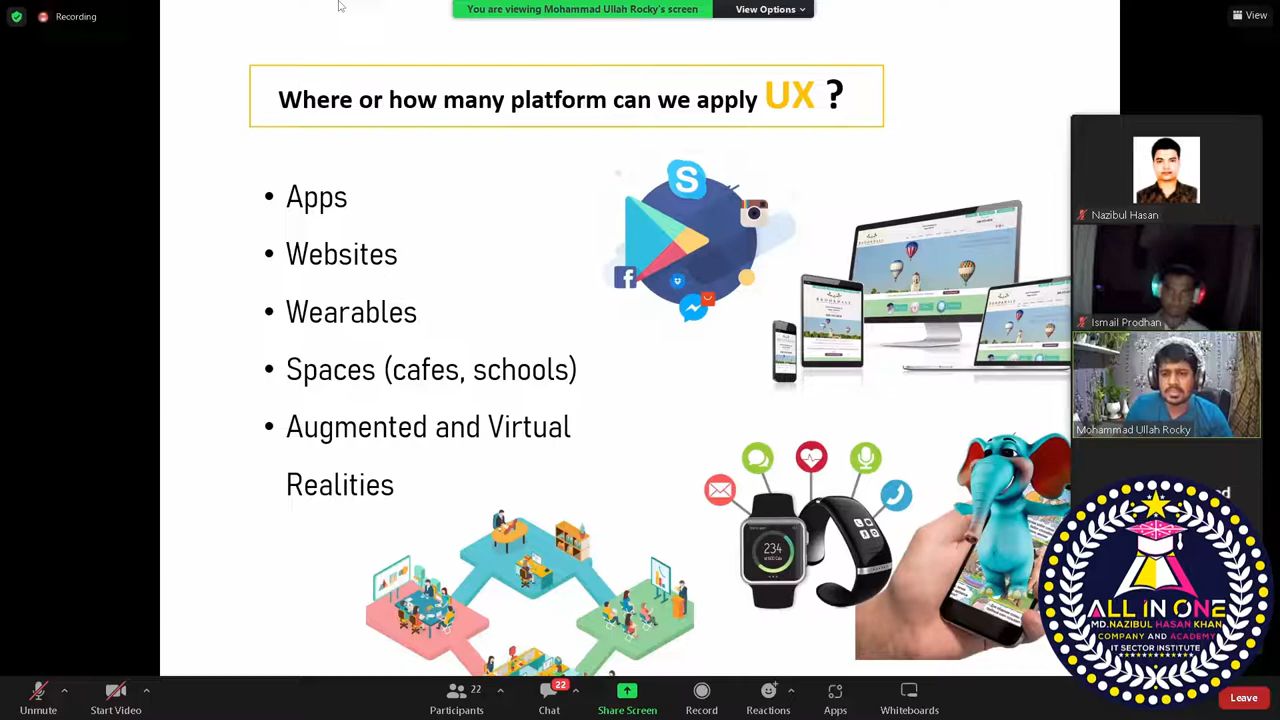 Recording
You are viewing Mohammad Ullah Rocky's screen
View Options
View
Where or how many platform can we apply UX ?
• Apps
• Websites
• Wearables
• Spaces (cafes, schools)
• Augmented and Virtual
Realities
234
Nazibul Hasan
Ismail Prodhan
Mohammad Ullah Rocky
ALL IN ONE
MD.NAZIBUL HASAN KHAN
COMPANY AND ACADEMY
IT SECTOR INSTITUTE
Unmute
Start Video
22
Participants
22
Chat
Share Screen
Record
Reactions
Apps
Whiteboards
Leave